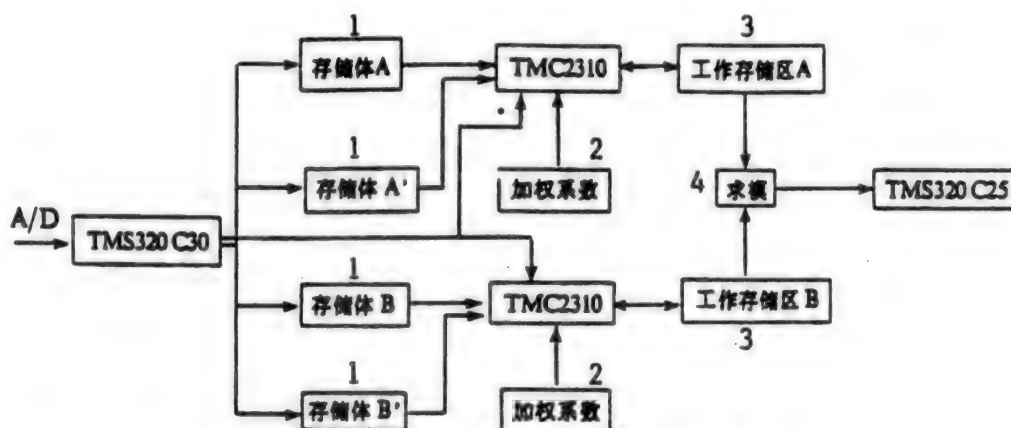 1
存储体A
TMC2310
3
工作存储区A
1
存储体 A'
2
加权系数
4
求模
TMS320 C25
A/D
TMS320 C30
1
存储体 B
TMC2310
工作存储区 B
3
1
存储体 B'
2
加权系数